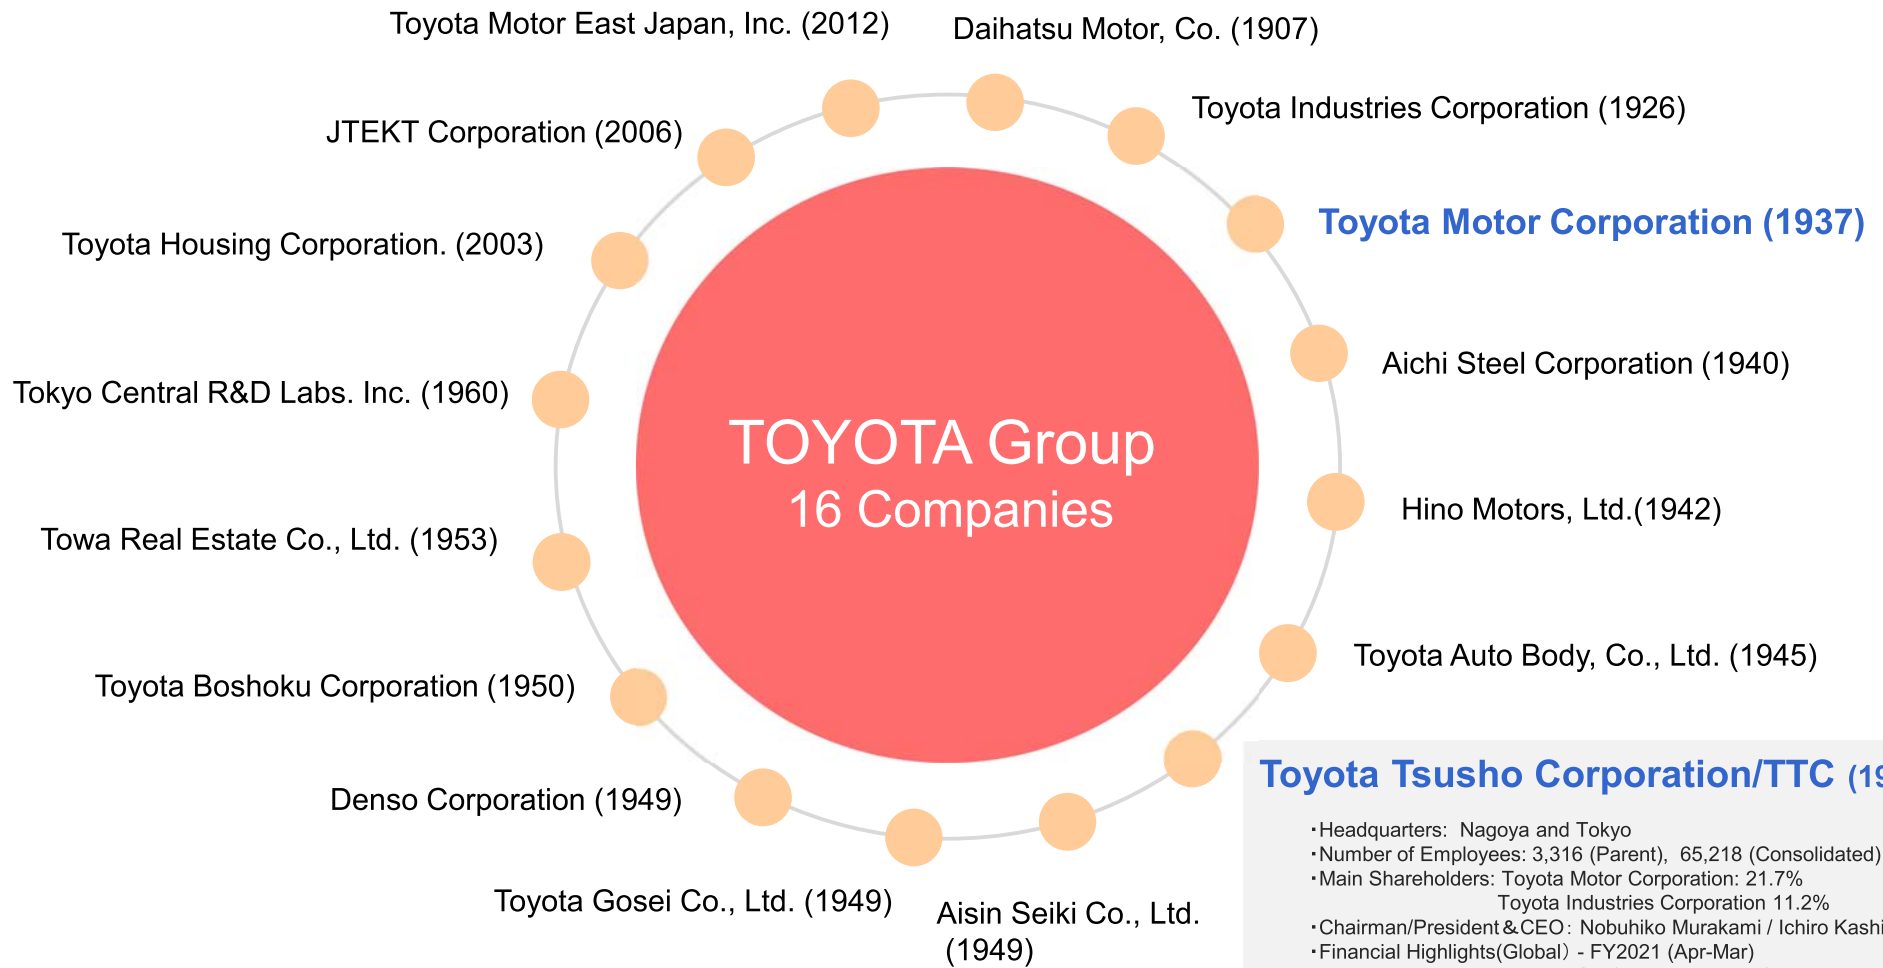 Toyota Motor East Japan, Inc. (2012)
Daihatsu Motor, Co. (1907)
Toyota Industries Corporation (1926)
JTEKT Corporation (2006)
Toyota Motor Corporation (1937)
Toyota Housing Corporation. (2003)
Aichi Steel Corporation (1940)
Tokyo Central R&D Labs. Inc. (1960)
TOYOTA Group
16 Companies
Hino Motors, Ltd.(1942)
Towa Real Estate Co., Ltd. (1953)
Toyota Auto Body, Co., Ltd. (1945)
Toyota Boshoku Corporation (1950)
Toyota Tsusho Corporation/TTC
Denso Corporation (1949)
・Headquarters: Nagoya and Tokyo
・Number of Employees: 3,316 (Parent), 65,218 (Consolidated)
・Main Shareholders: Toyota Motor Corporation: 21.7%
Toyota Industries Corporation 11.2%
Toyota Gosei Co., Ltd. (1949)
Aisin Seiki Co., Ltd.
(1949)
・Chairman/President&CEO: Nobuhiko Murakami / Ichiro
・Financial Highlights(Global) - FY2021 (Apr-Mar)